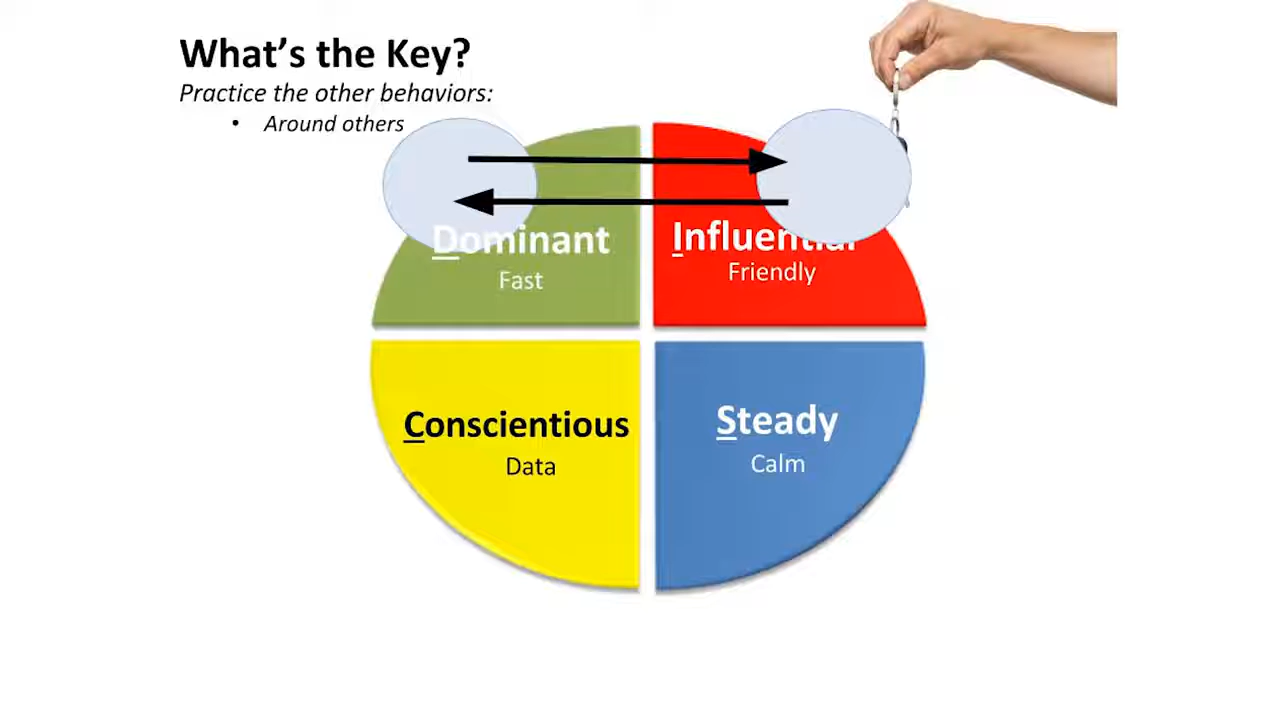 What's the Key?
Practice the other behaviors:
• Around others
Dominant
Fast
Influential
Friendly
Conscientious
Data
Steady
Calm